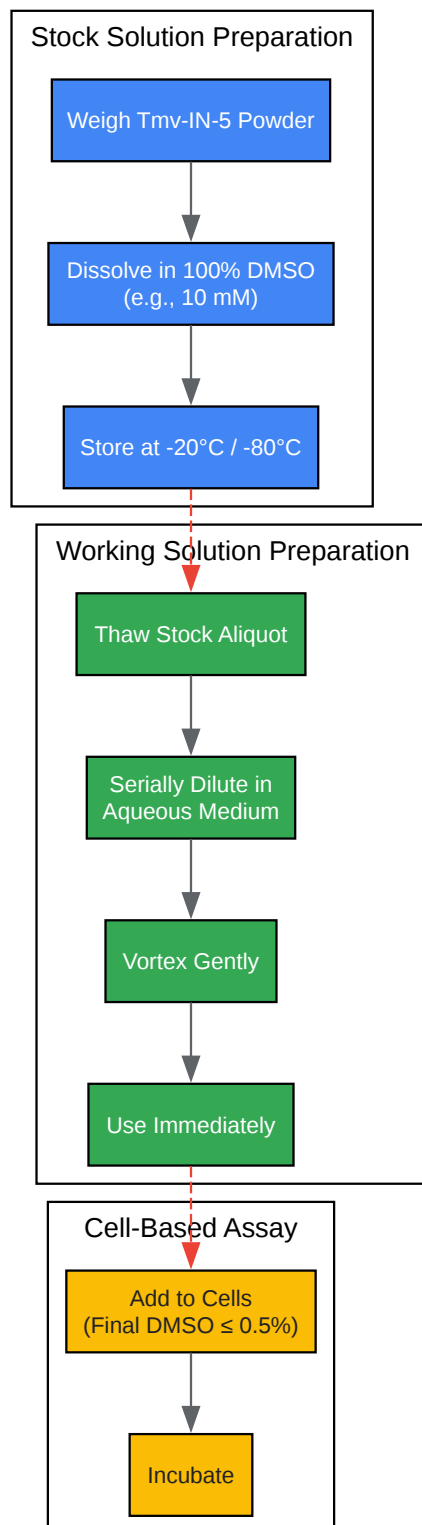 Stock Solution Preparation
Weigh Tmv-IN-5 Powder
Dissolve in 100% DMSO
(e.g., 10 mM)
Store at -20°C / -80°C
Working Solution Preparation
Thaw Stock Aliquot
Serially Dilute in
Aqueous Medium
Vortex Gently
Use Immediately
Cell-Based Assay
Add to Cells
(Final DMSO ≤ 0.5%)
Incubate